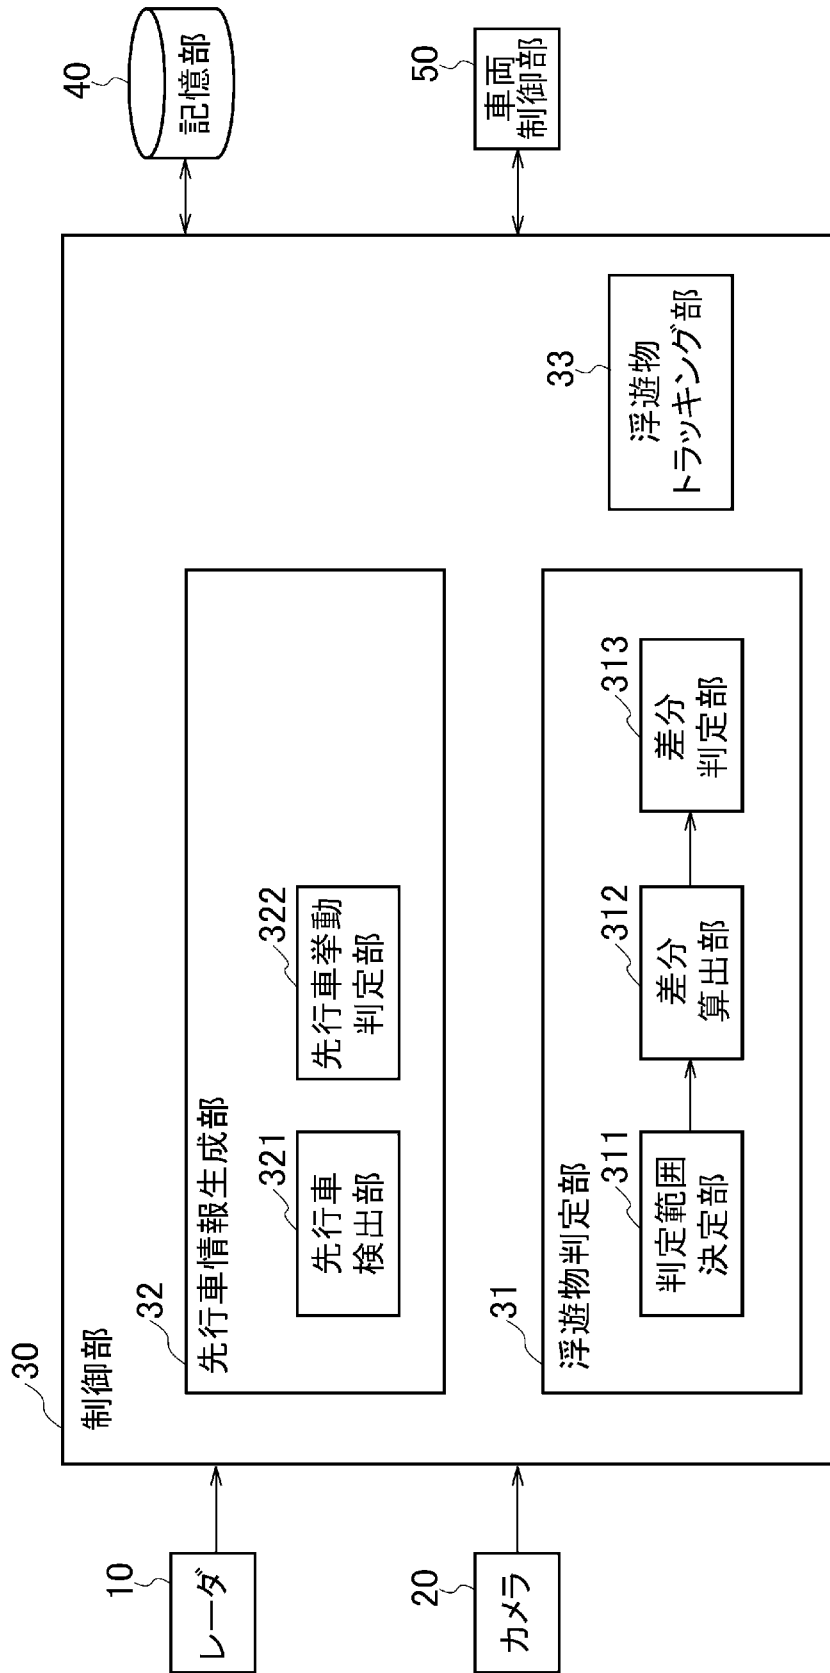 30
制御部
32
先行車情報生成部
321
先行車
検出部
322
先行車挙動
判定部
31
浮遊物判定部
311
判定範囲
決定部
312
差分
算出部
313
差分
判定部
33
浮遊物
トラッキング部
10
レーダ
20
カメラ
40
記憶部
50
車両
制御部